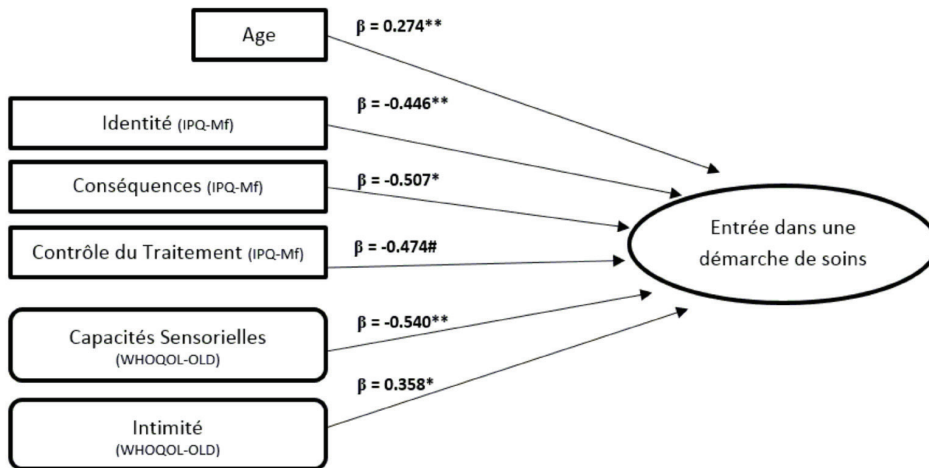 Age
β = 0.274**
Identité (IPQ-Mf)
β = -0.446**
Conséquences (IPQ-Mf)
β = -0.507*
Contrôle du Traitement (IPQ-Mf)
β = -0.474#
Capacités Sensorielles
(WHOQOL-OLD)
β = -0.540**
Intimité
(WHOQOL-OLD)
β = 0.358*
Entrée dans une
démarche de soins